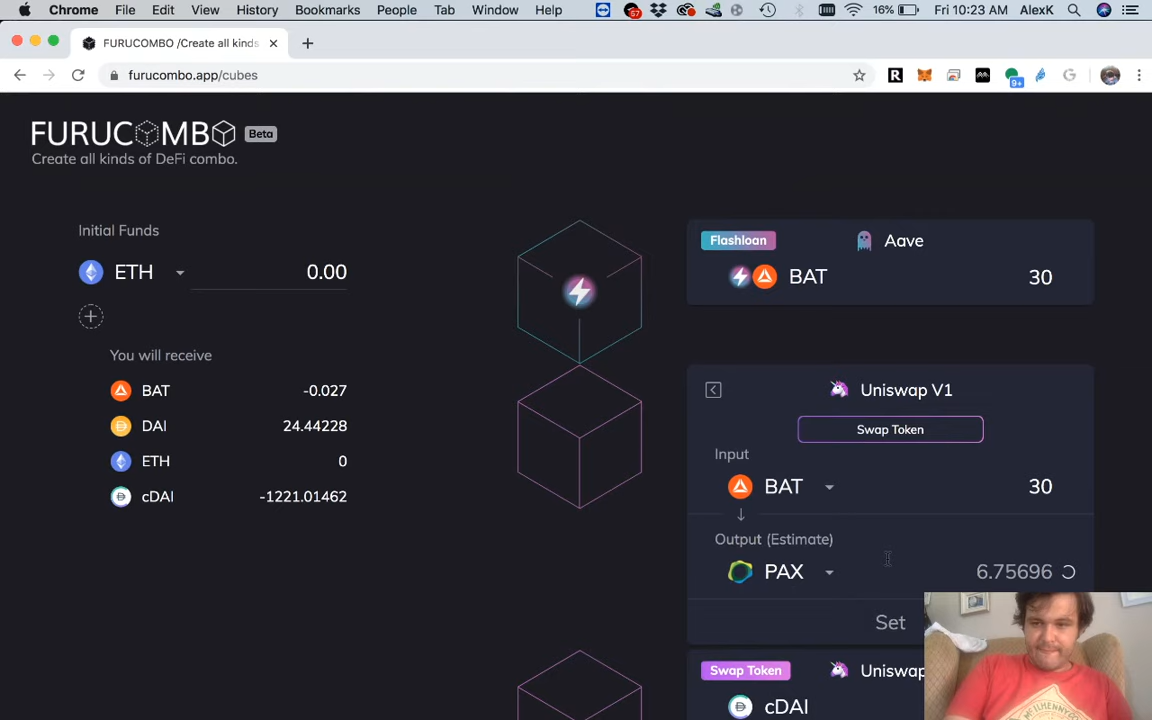 Chrome File Edit View History Bookmarks People Tab Window Help 57 16% Fri 10:23 AM AlexK
FURUCOMBO /Create all kinds
furucombo.app/cubes
R 9+ G
FURUCOMBO Beta
Create all kinds of DeFi combo.
Initial Funds
ETH 0.00
You will receive
BAT -0.027
DAI 24.44228
ETH 0
cDAI -1221.01462
Flashloan Aave
BAT 30
Uniswap V1
Swap Token
Input
BAT 30
Output (Estimate)
PAX 6.75696
Set
Swap Token Uniswap
cDAI